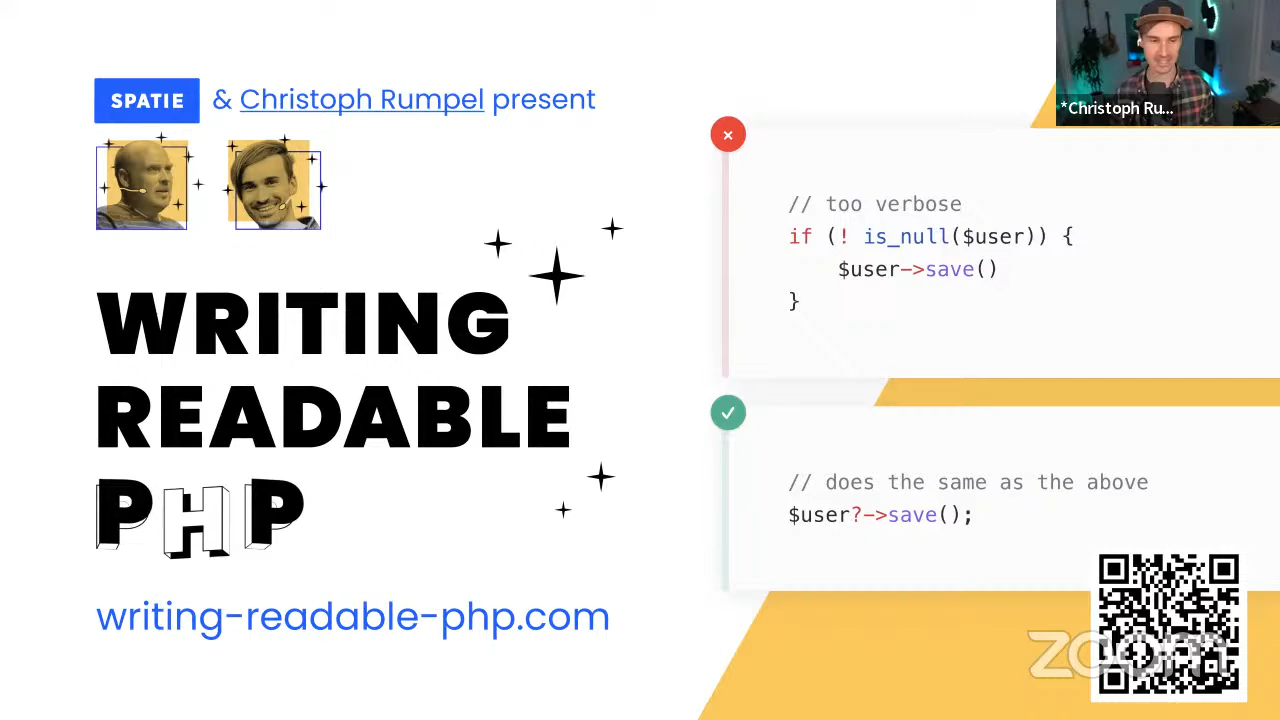 SPATIE & Christoph Rumpel present
WRITING
READABLE
PHP
writing-readable-php.com
*Christoph Ru...
// too verbose
if (! is_null($user)) {
    $user->save()
}
// does the same as the above
$user?->save();
zoom